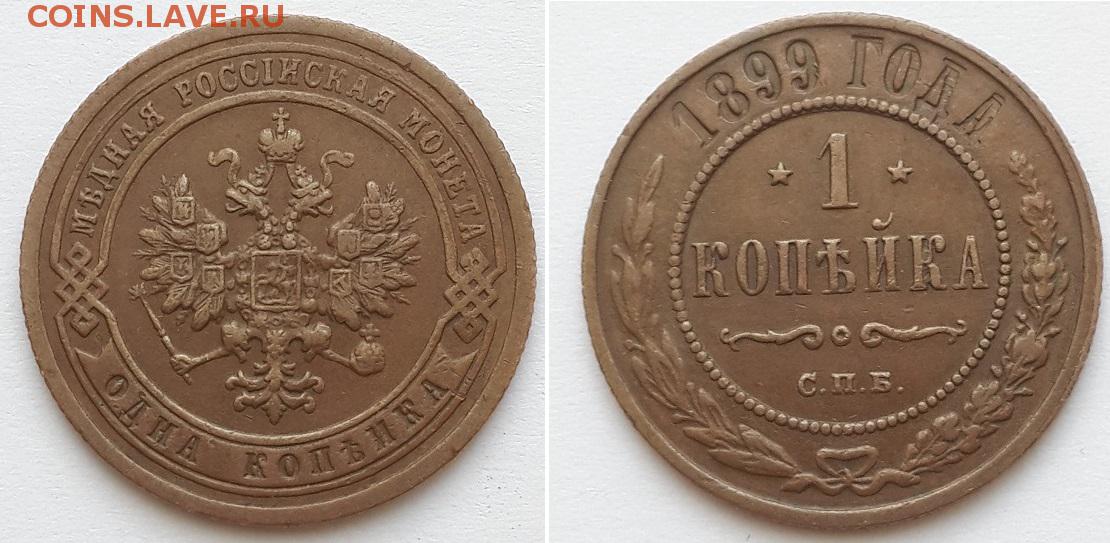 COINS.LAVE.RU
МѢДНАЯ РОССІЙСКАЯ МОНЕТА
ОДНА КОПѢЙКА
1899 ГОДА
1
КОПѢЙКА
С.П.Б.